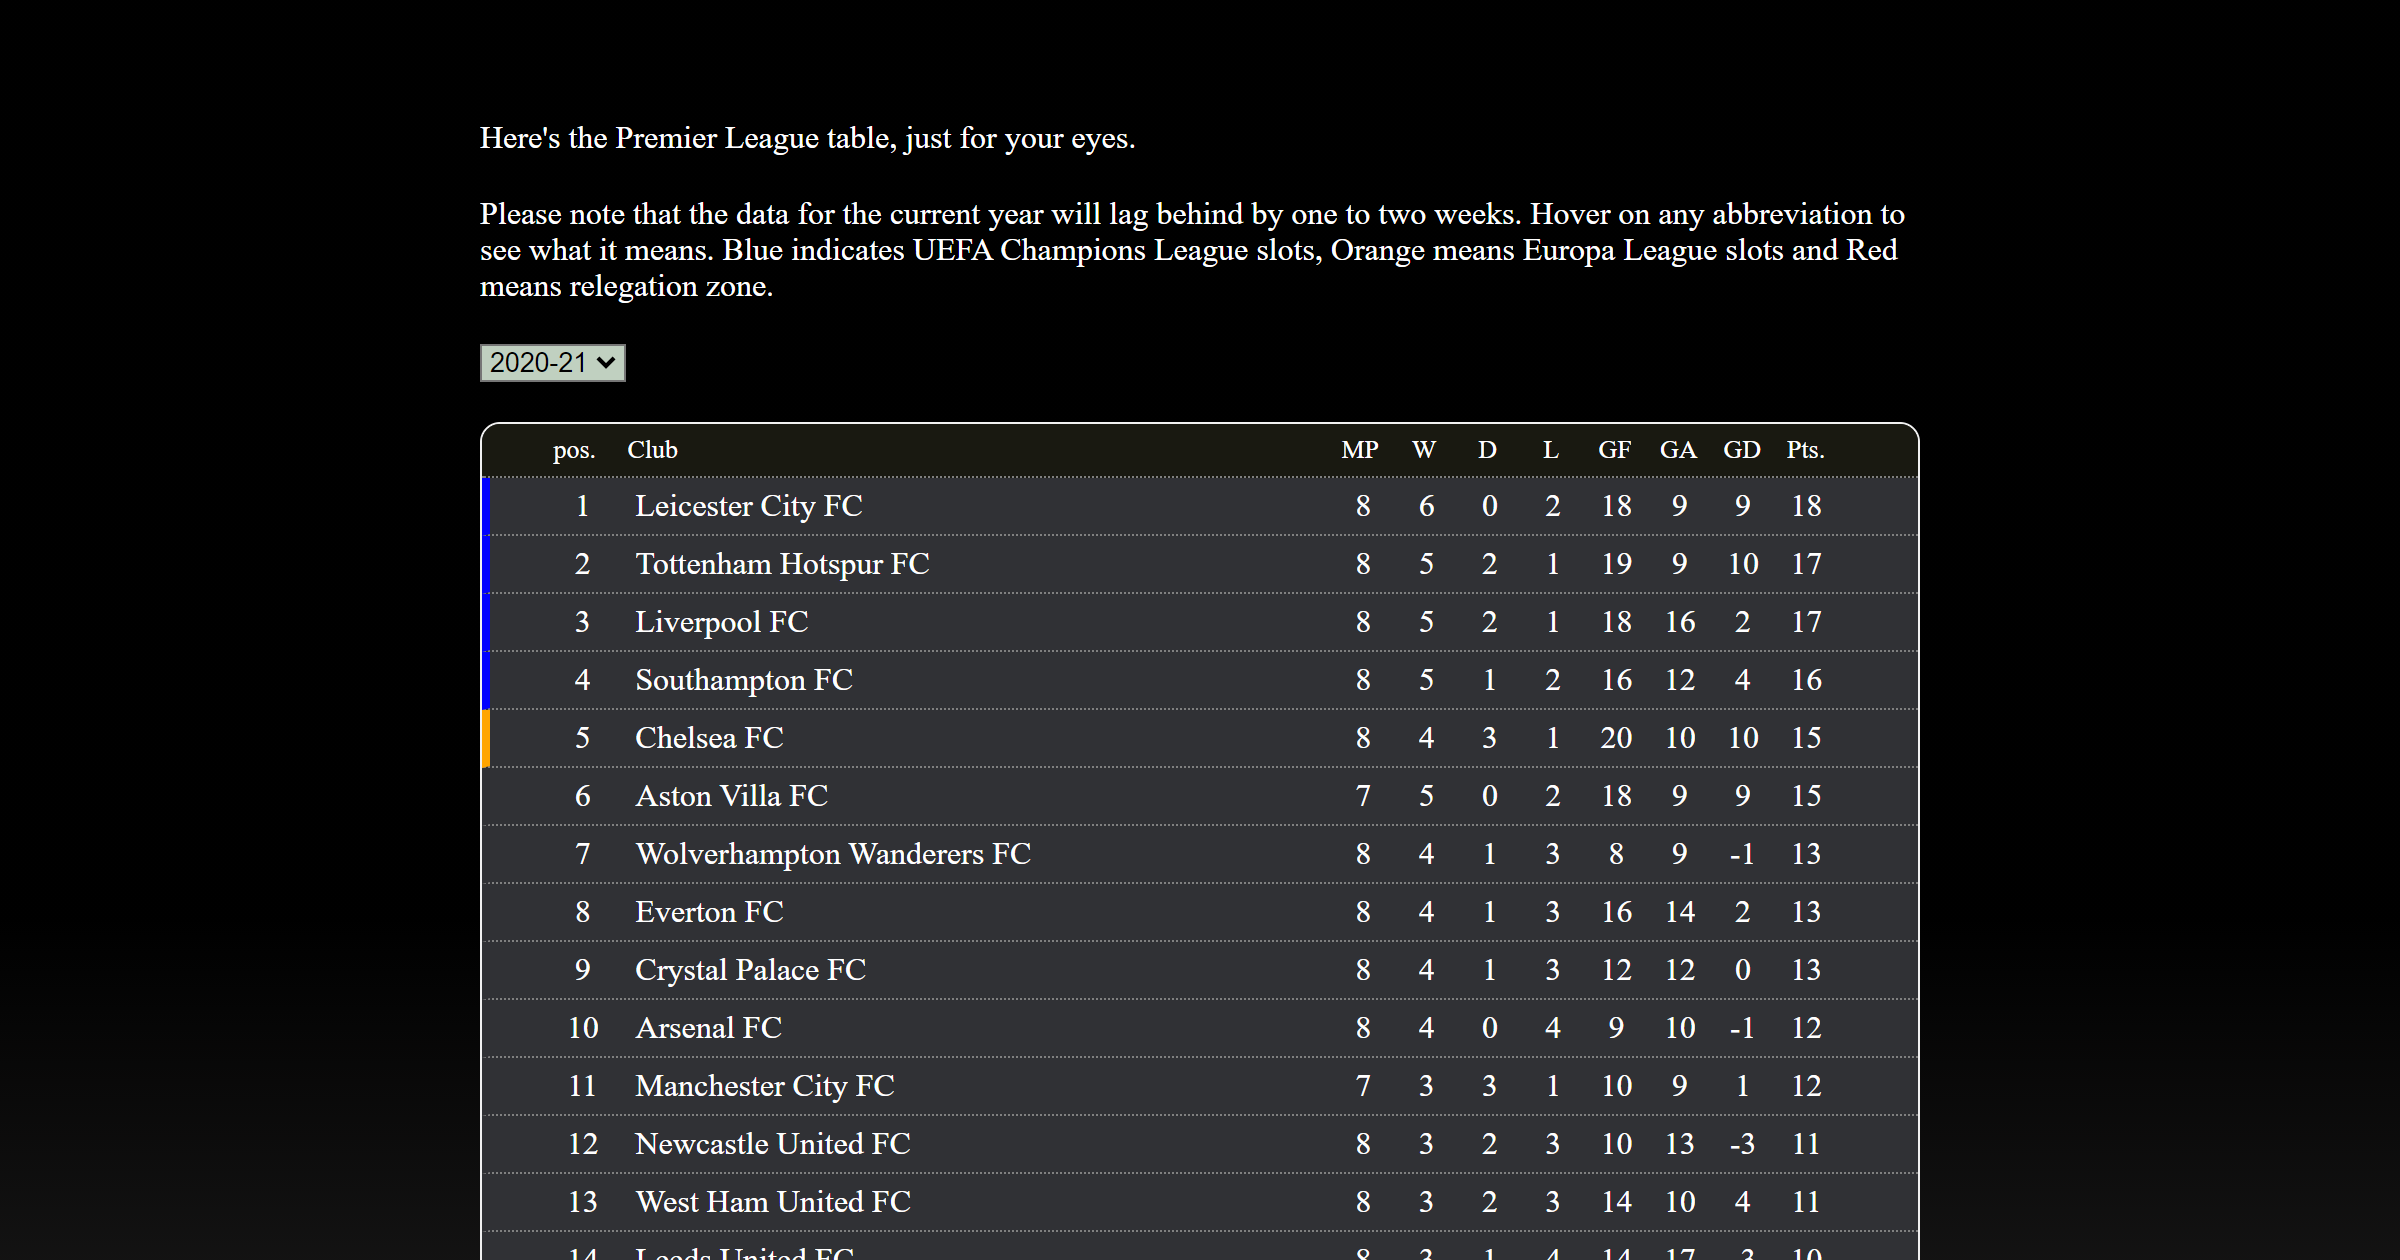 Here's the Premier League table, just for your eyes.
Please note that the data for the current year will lag behind by one to two weeks. Hover on any abbreviation to
see what it means. Blue indicates UEFA Champions League slots, Orange means Europa League slots and Red
means relegation zone.
2020-21
pos. Club MP W D L GF GA GD Pts.
1 Leicester City FC 8 6 0 2 18 9 9 18
2 Tottenham Hotspur FC 8 5 2 1 19 9 10 17
3 Liverpool FC 8 5 2 1 18 16 2 17
4 Southampton FC 8 5 1 2 16 12 4 16
5 Chelsea FC 8 4 3 1 20 10 10 15
6 Aston Villa FC 7 5 0 2 18 9 9 15
7 Wolverhampton Wanderers FC 8 4 1 3 8 9 -1 13
8 Everton FC 8 4 1 3 16 14 2 13
9 Crystal Palace FC 8 4 1 3 12 12 0 13
10 Arsenal FC 8 4 0 4 9 10 -1 12
11 Manchester City FC 7 3 3 1 10 9 1 12
12 Newcastle United FC 8 3 2 3 10 13 -3 11
13 West Ham United FC 8 3 2 3 14 10 4 11
14 Leeds United FC 8 3 1 4 14 17 -3 10